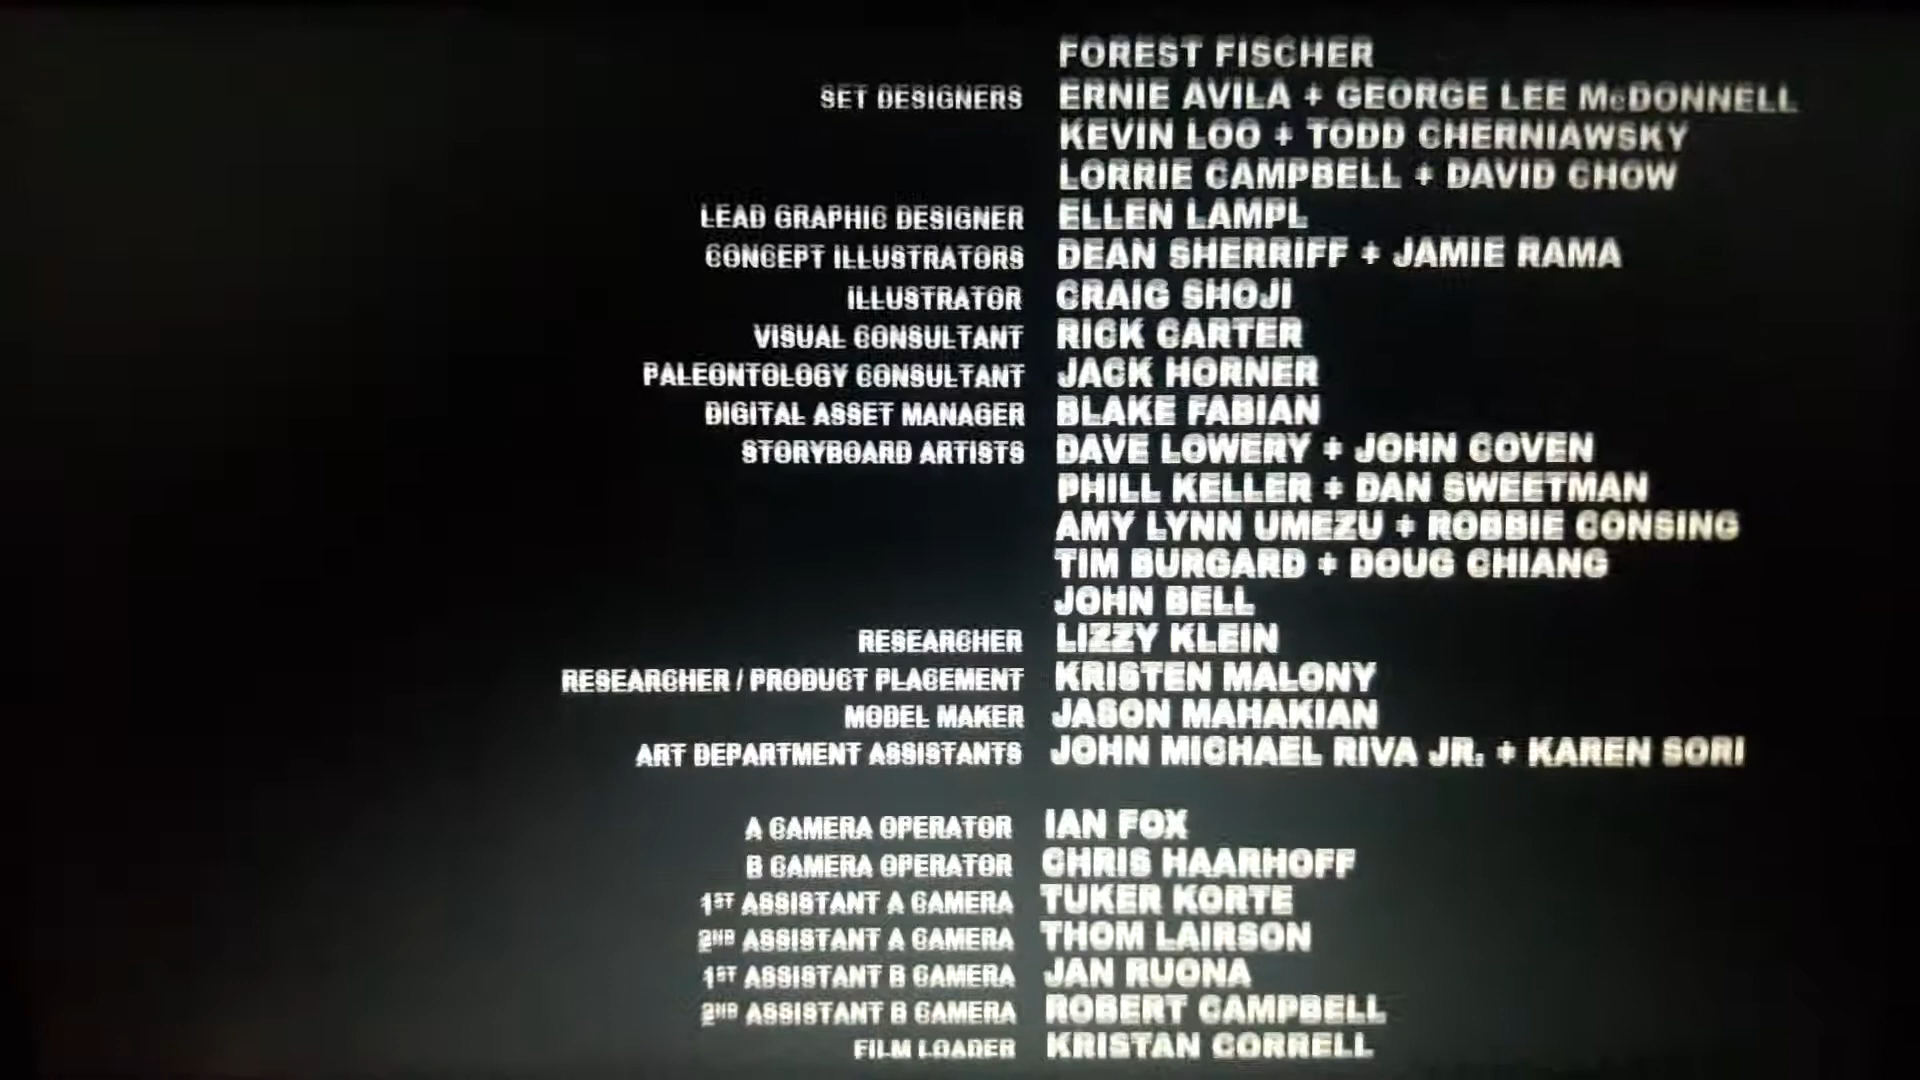 FOREST FISCHER
SET DESIGNERS ERNIE AVILA + GEORGE LEE McDONNELL
KEVIN LOO + TODD CHERNIAWSKY
LORRIE CAMPBELL + DAVID CHOW
LEAD GRAPHIC DESIGNER ELLEN LAMPL
CONCEPT ILLUSTRATORS DEAN SHERRIFF + JAMIE RAMA
ILLUSTRATOR CRAIG SHOJI
VISUAL CONSULTANT RICK CARTER
PALEONTOLOGY CONSULTANT JACK HORNER
DIGITAL ASSET MANAGER BLAKE FABIAN
STORYBOARD ARTISTS DAVE LOWERY + JOHN COVEN
PHILL KELLER + DAN SWEETMAN
AMY LYNN UMEZU + ROBBIE CONSING
TIM BURGARD + DOUG CHIANG
JOHN BELL
RESEARCHER LIZZY KLEIN
RESEARCHER / PRODUCT PLACEMENT KRISTEN MALONY
MODEL MAKER JASON MAHAKIAN
ART DEPARTMENT ASSISTANTS JOHN MICHAEL RIVA JR. + KAREN SORI
A CAMERA OPERATOR IAN FOX
B CAMERA OPERATOR CHRIS HAARHOFF
1ST ASSISTANT A CAMERA TUKER KORTE
2ND ASSISTANT A CAMERA THOM LAIRSON
1ST ASSISTANT B CAMERA JAN RUONA
2ND ASSISTANT B CAMERA ROBERT CAMPBELL
FILM LOADER KRISTAN CORRELL